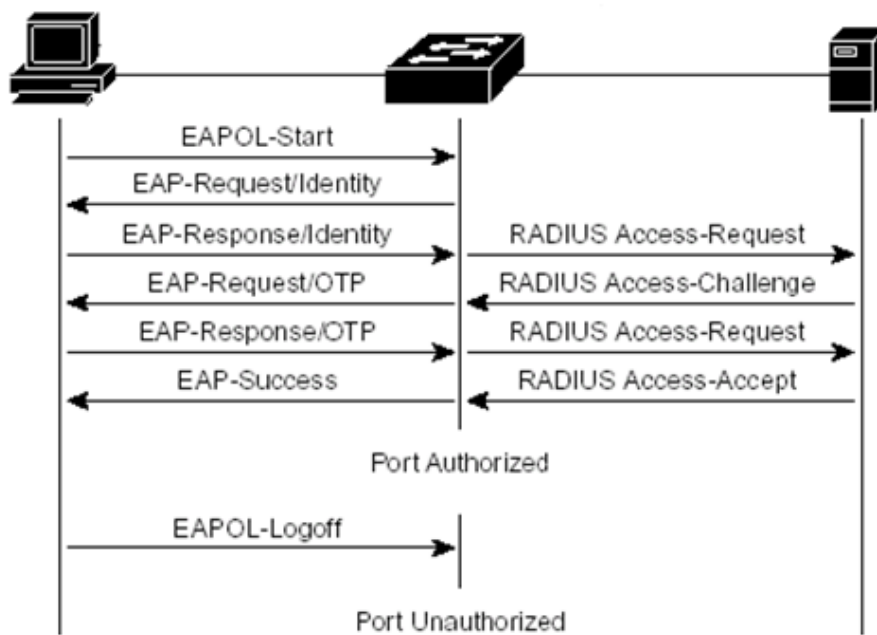 EAPOL-Start
EAP-Request/Identity
EAP-Response/Identity RADIUS Access-Request
EAP-Request/OTP RADIUS Access-Challenge
EAP-Response/OTP RADIUS Access-Request
EAP-Success RADIUS Access-Accept
Port Authorized
EAPOL-Logoff
Port Unauthorized